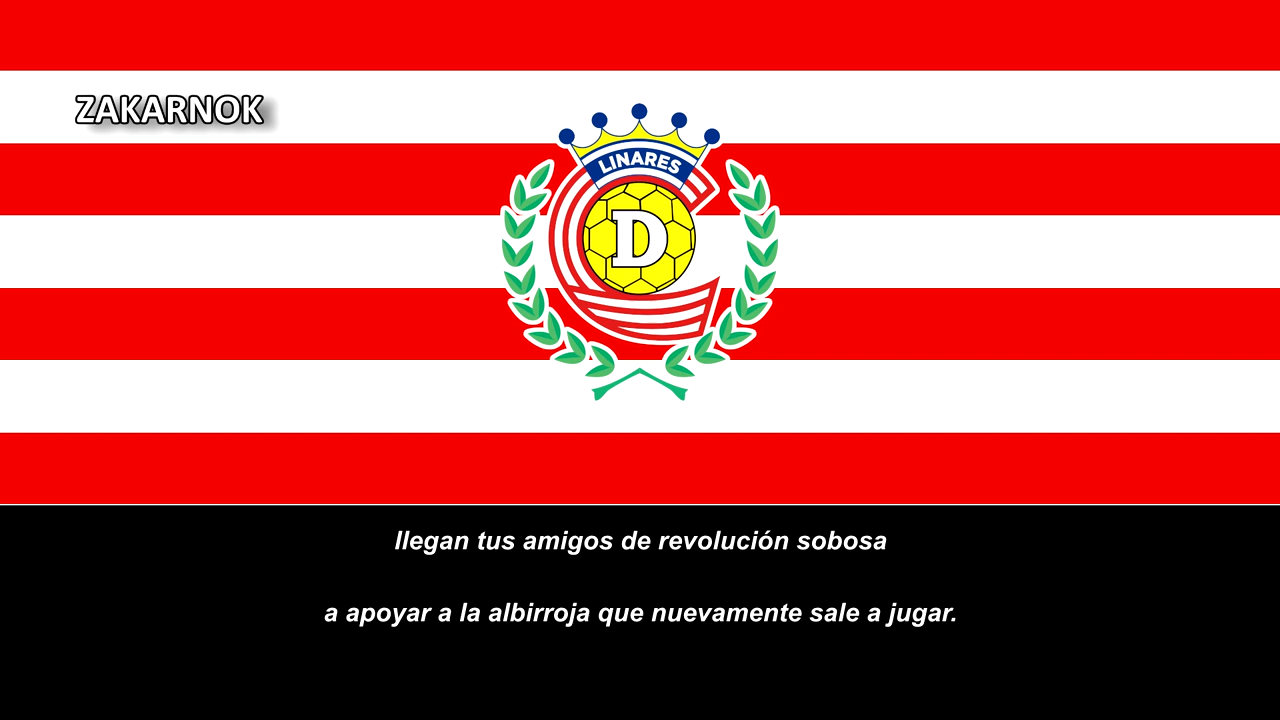 ZAKARNOK
LINARES
D
llegan tus amigos de revolución sobosa
a apoyar a la albirroja que nuevamente sale a jugar.